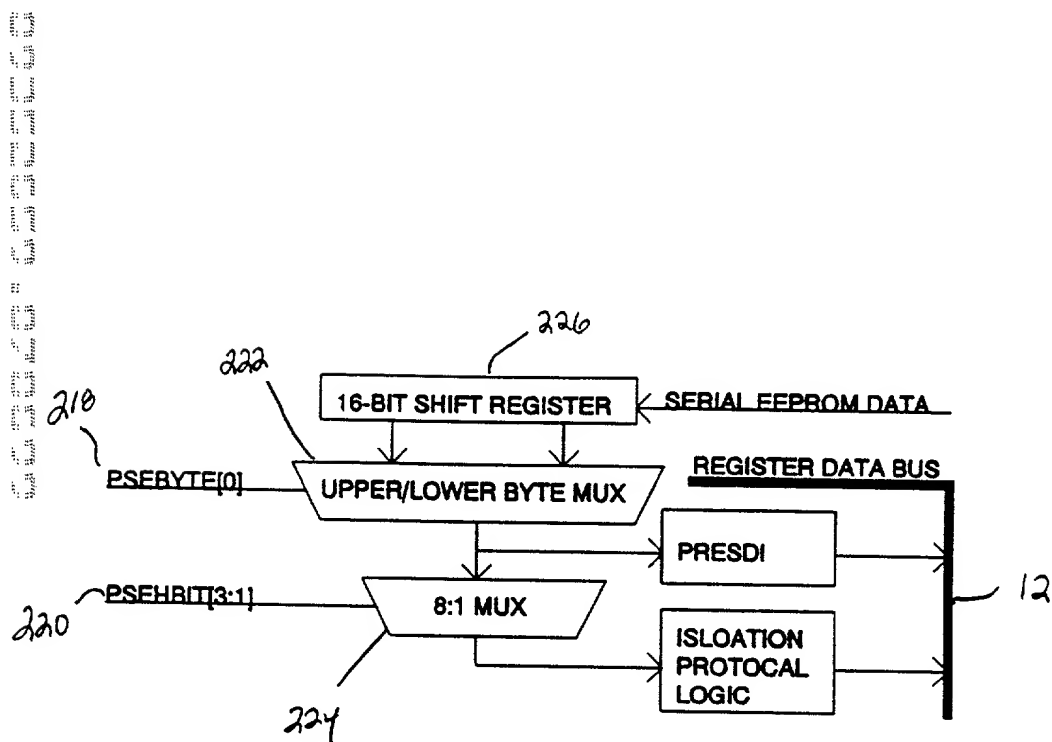 226
222
16-BIT SHIFT REGISTER
SERIAL EEPROM DATA
218
REGISTER DATA BUS
PSEBYTE[0]
UPPER/LOWER BYTE MUX
PRESDI
PSEHBIT[3:1]
8:1 MUX
12
220
ISLOATION
PROTOCAL
LOGIC
224